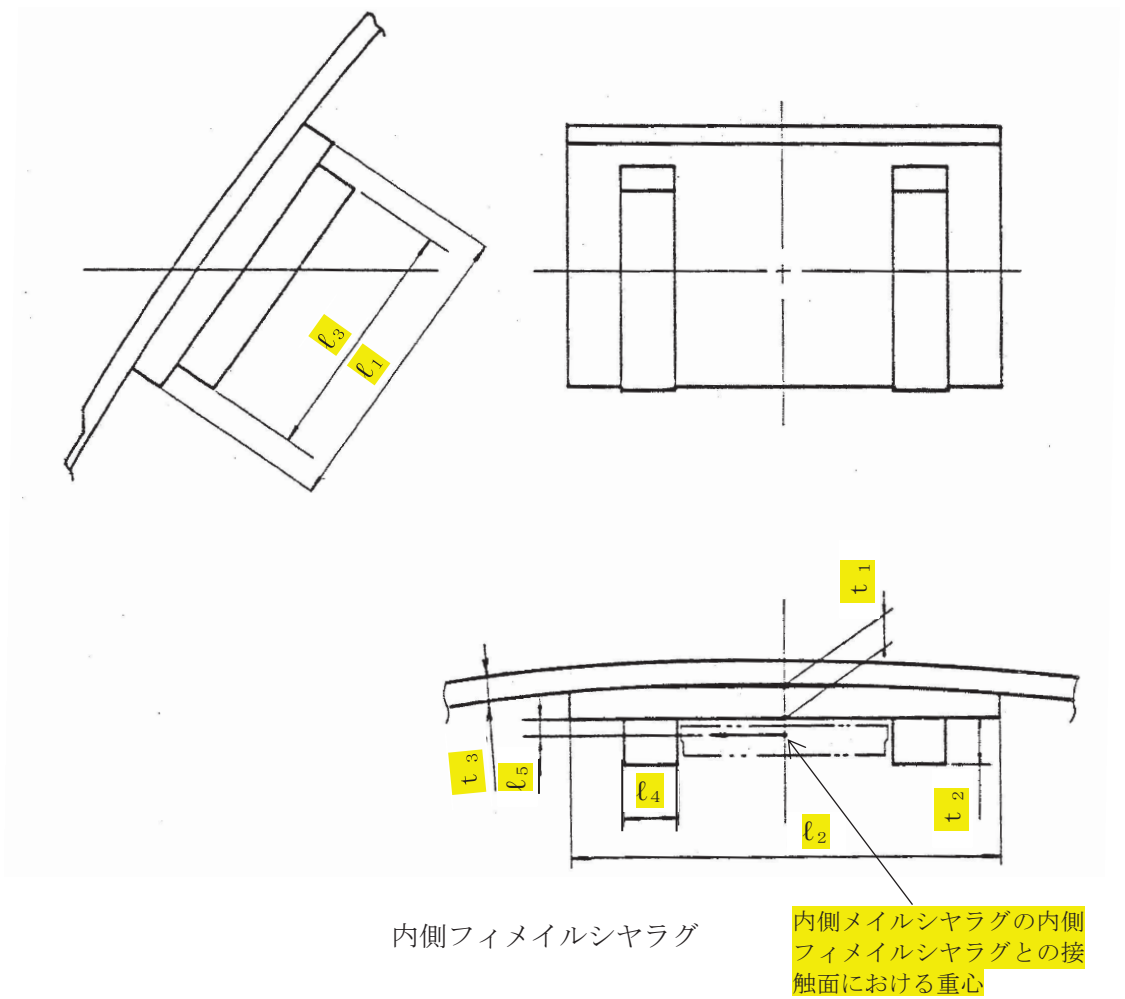 ℓ₃
ℓ₁
t₁
t₃
ℓ₅
ℓ₄
ℓ₂
t₂
内側フィメイルシヤラグ
内側メイルシヤラグの内側
フィメイルシヤラグとの接
触面における重心